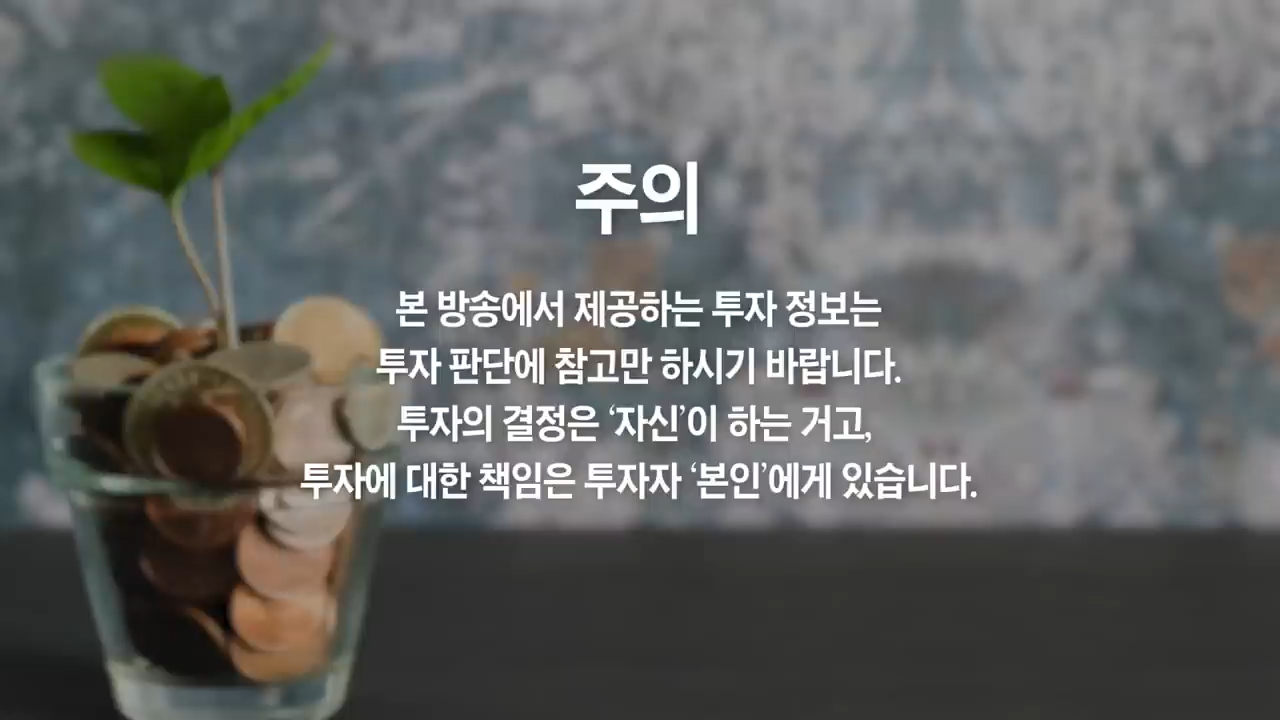 주의
본 방송에서 제공하는 투자 정보는
투자 판단에 참고만 하시기 바랍니다.
투자의 결정은 ‘자신’이 하는 거고,
투자에 대한 책임은 투자자 ‘본인’에게 있습니다.